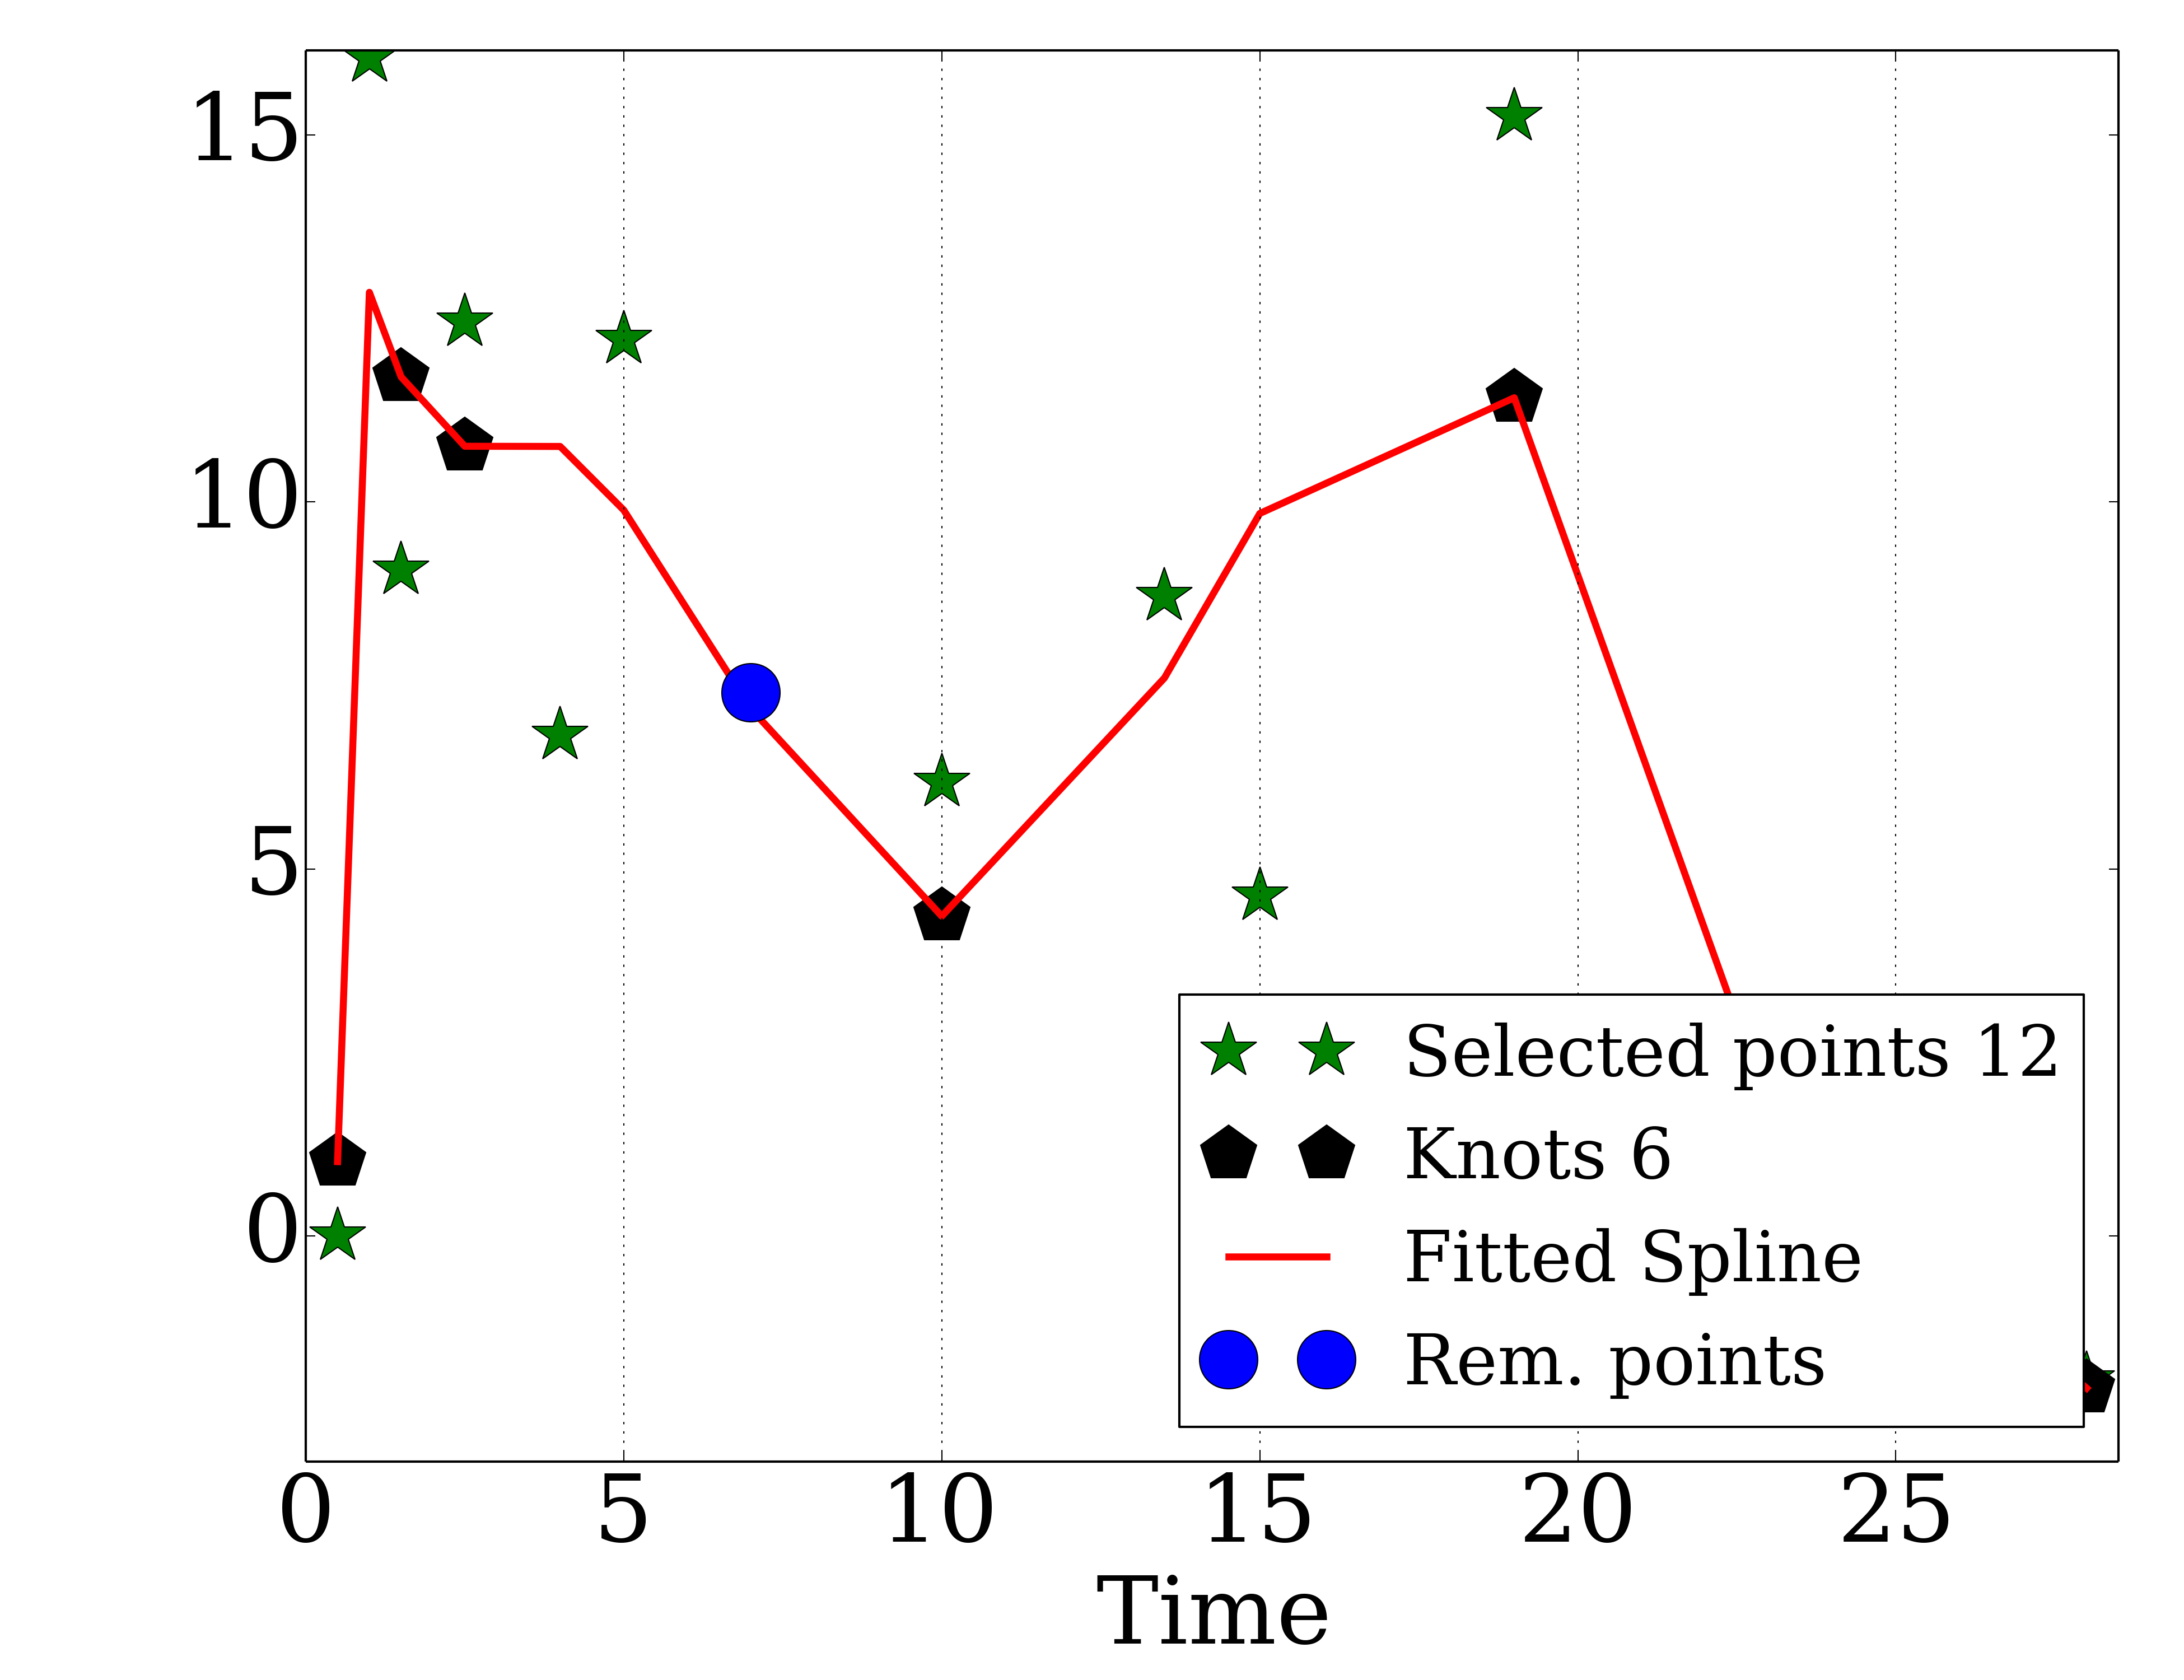 15
10
5
0
Selected points 12
Knots 6
Fitted Spline
Rem. points
0 5 10 15 20 25
Time